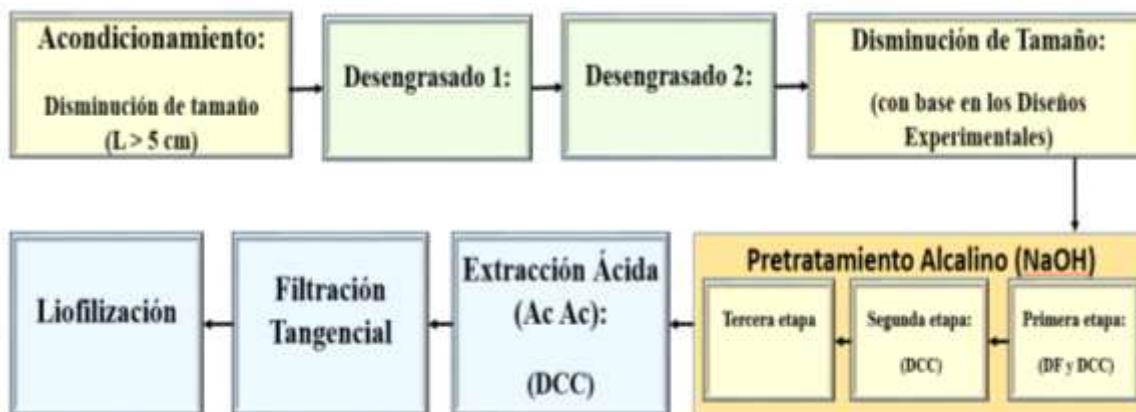 Acondicionamiento:
Disminución de tamaño
(L > 5 cm)
Desengrasado 1:
Desengrasado 2:
Disminución de Tamaño:
(con base en los Diseños
Experimentales)
Pretratamiento Alcalino (NaOH)
Primera etapa:
(DF y DCC)
Segunda etapa:
(DCC)
Tercera etapa
Extracción Ácida
(Ac Ac):
(DCC)
Filtración
Tangencial
Liofilización